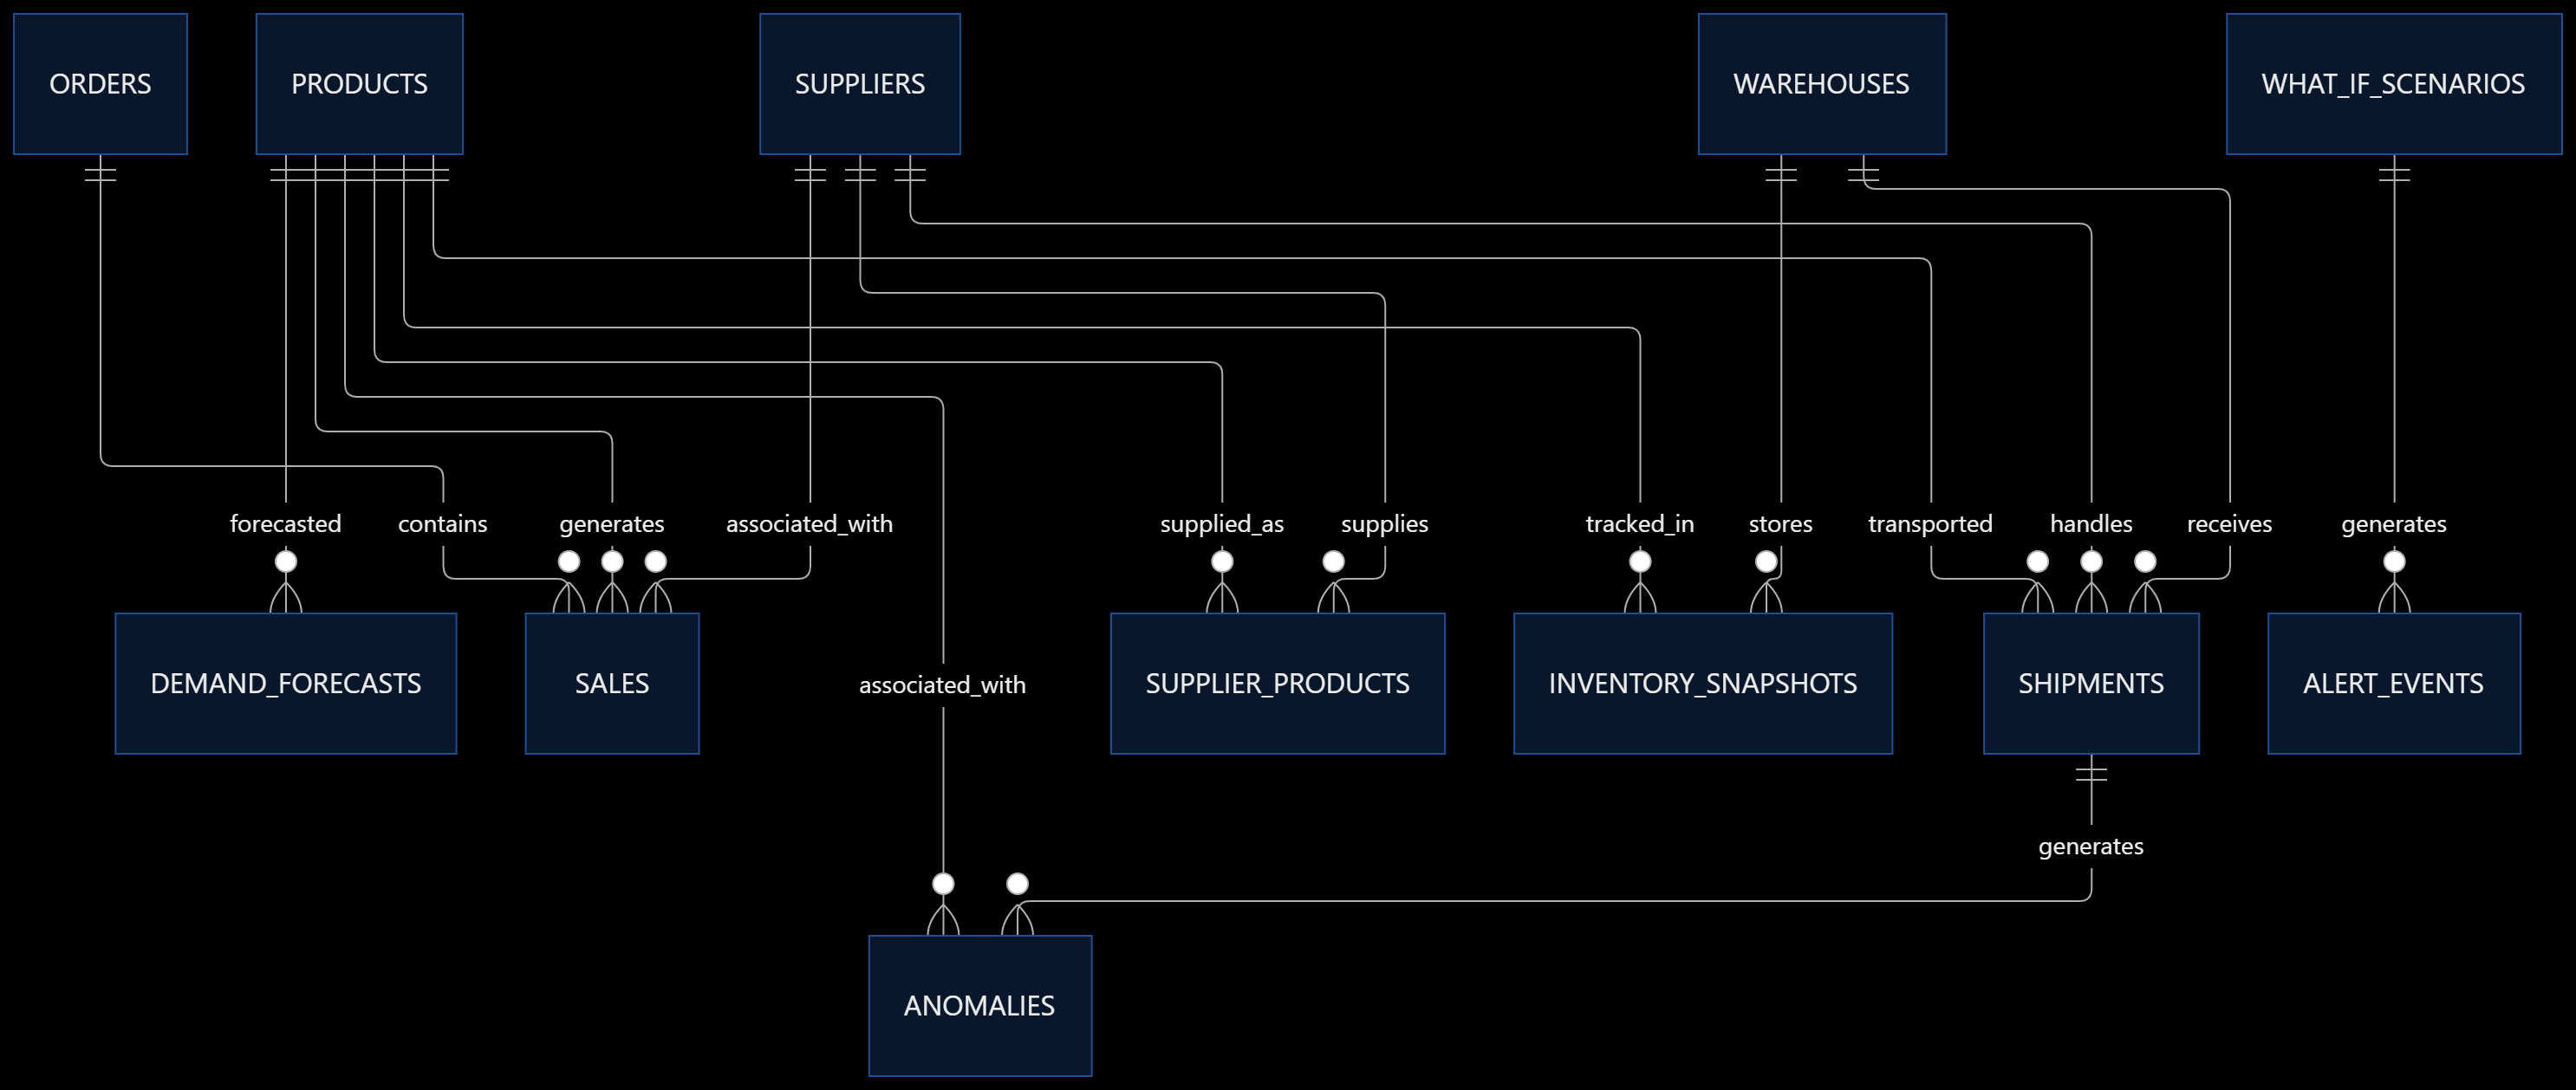 ORDERS
PRODUCTS
SUPPLIERS
WAREHOUSES
WHAT_IF_SCENARIOS
forecasted
contains
generates
associated_with
supplied_as
supplies
tracked_in
stores
transported
handles
receives
generates
DEMAND_FORECASTS
SALES
associated_with
SUPPLIER_PRODUCTS
INVENTORY_SNAPSHOTS
SHIPMENTS
ALERT_EVENTS
generates
ANOMALIES